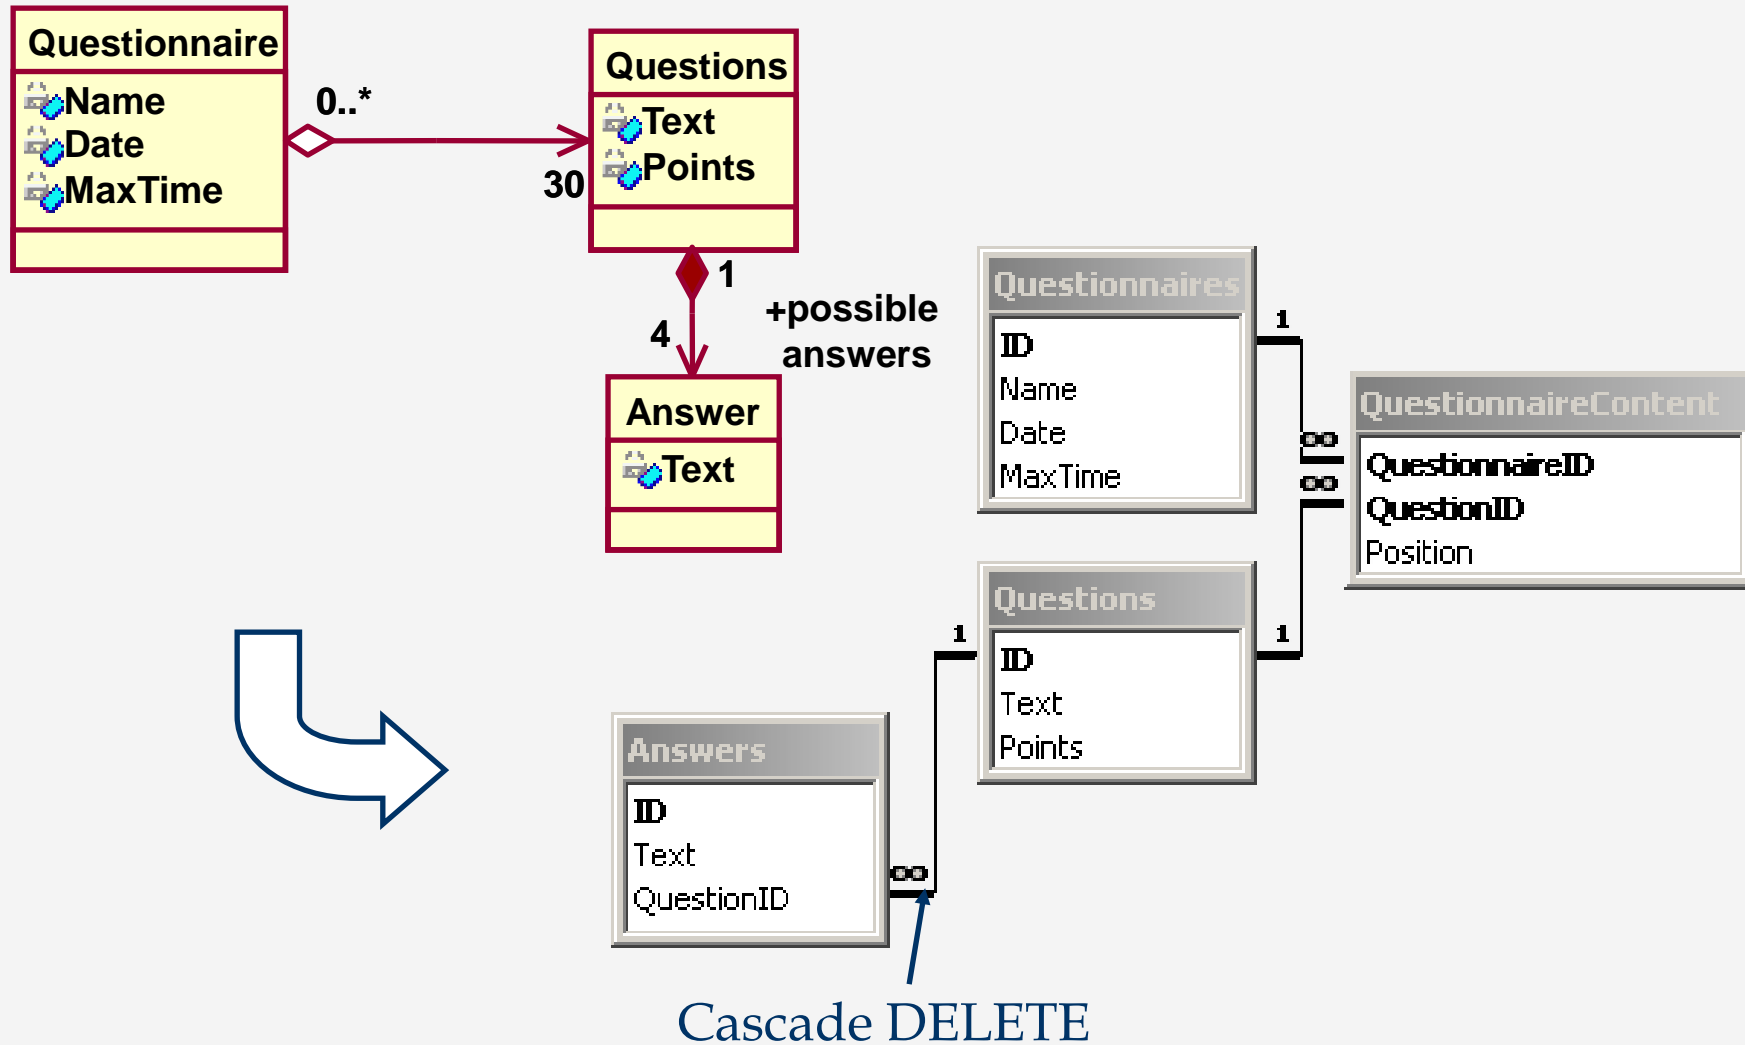 Questionnaire
Name
Date
MaxTime
0..*
30
Questions
Text
Points
1
4
+possible
answers
Answer
Text
Questionnaires
ID
Name
Date
MaxTime
1
∞
∞
QuestionnaireContent
QuestionnaireID
QuestionID
Position
Questions
ID
Text
Points
1
1
Answers
ID
Text
QuestionID
∞
Cascade DELETE